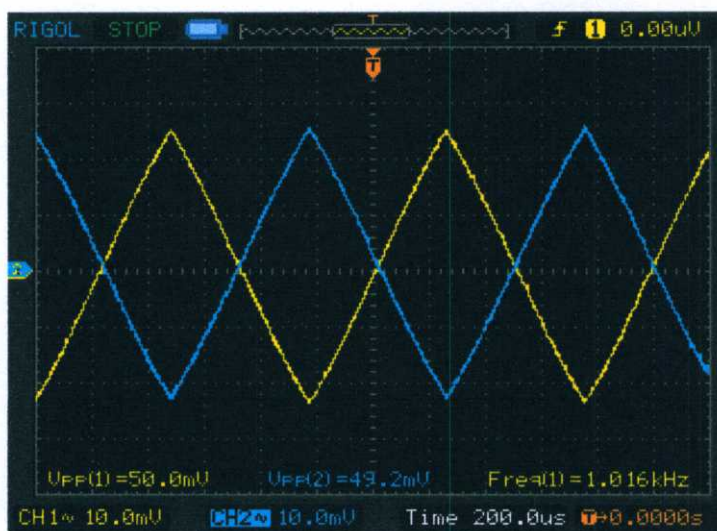 RIGOL STOP T 1 0.00uV
T
2
Vpp(1)=50.0mV Vpp(2)=49.2mV Freq(1)=1.016kHz
CH1~ 10.0mV CH2~ 10.0mV Time 200.0us T→0.0000s